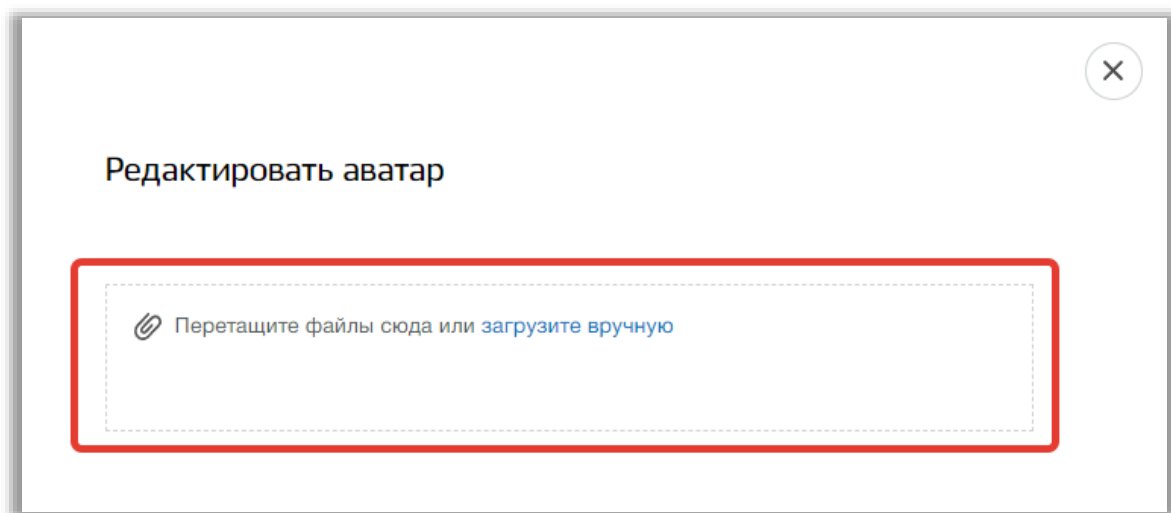 Редактировать аватар
Перетащите файлы сюда или загрузите вручную